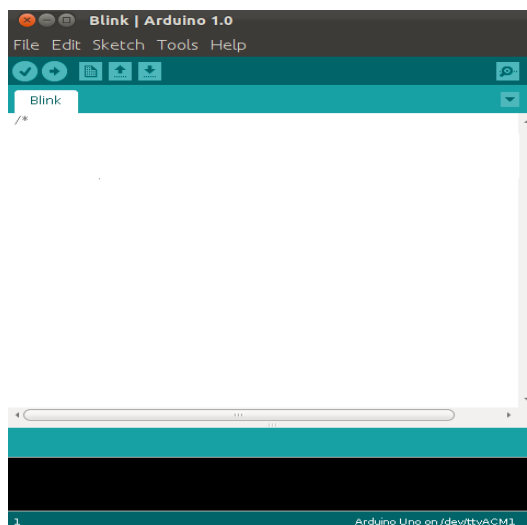 Blink | Arduino 1.0
File Edit Sketch Tools Help
Blink
/*
1
Arduino Uno on /dev/ttyACM1